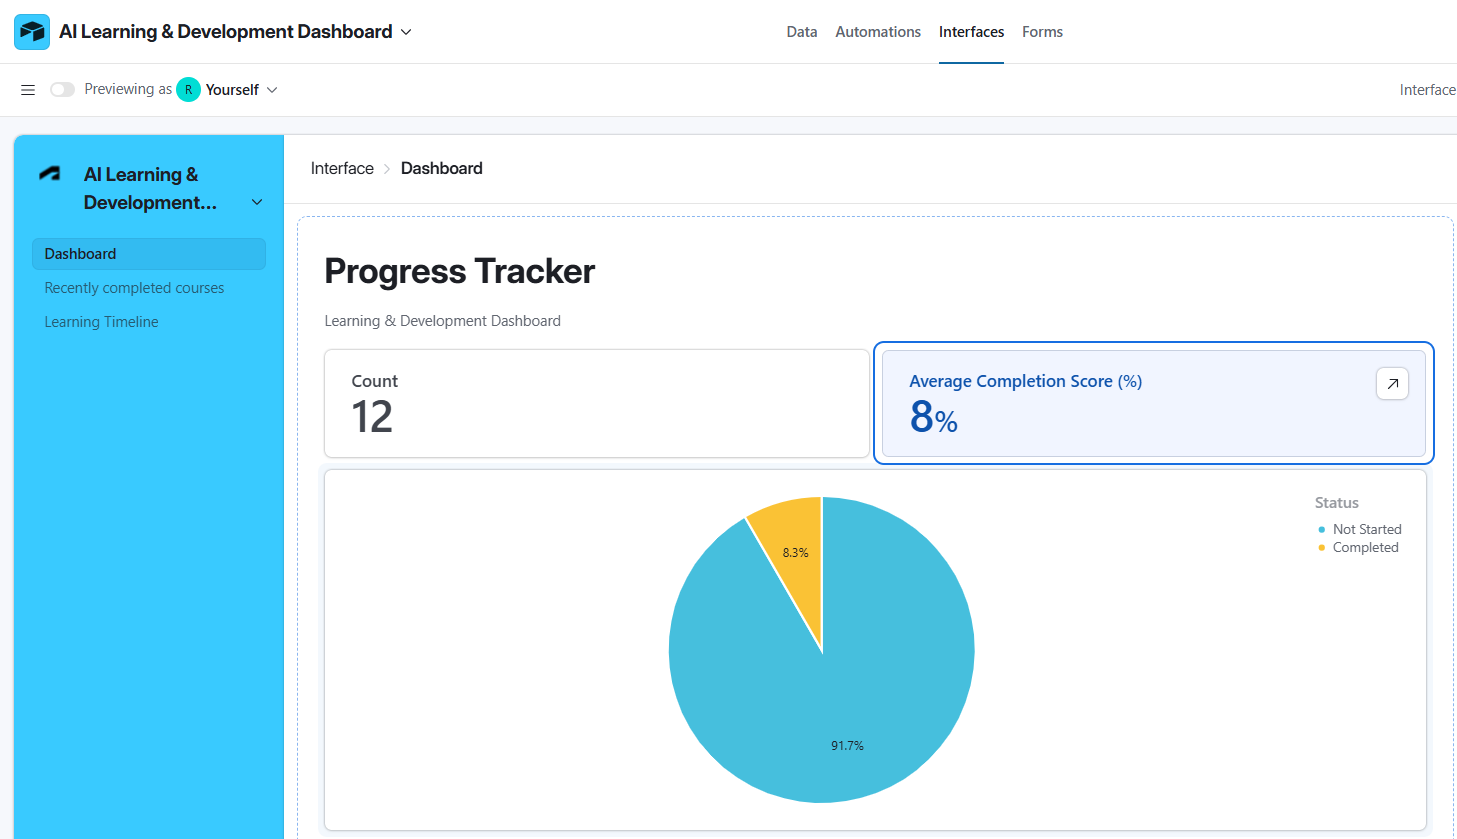 AI Learning & Development Dashboard
Data
Automations
Interfaces
Forms
Previewing as
R
Yourself
Interface
AI Learning &
Development...
Dashboard
Recently completed courses
Learning Timeline
Interface
Dashboard
Progress Tracker
Learning & Development Dashboard
Count
12
Average Completion Score (%)
8%
Status
Not Started
Completed
8.3%
91.7%